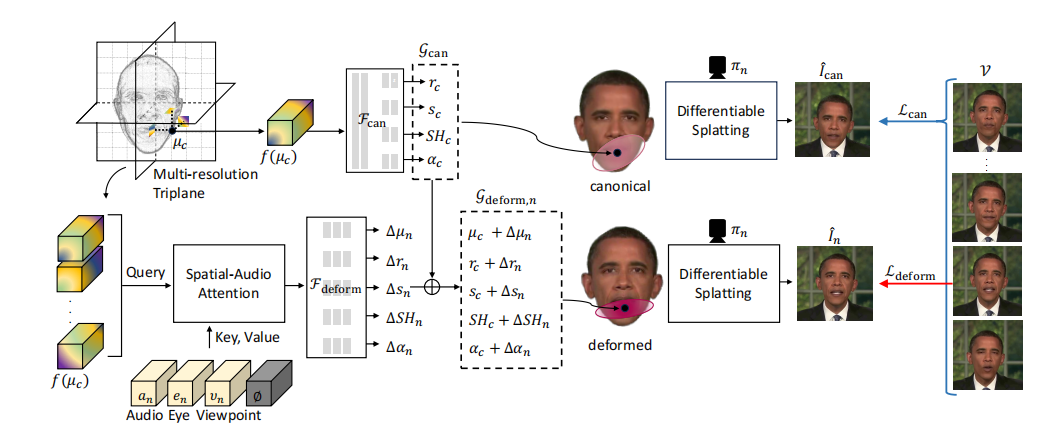 𝒢can
πn
Îcan
𝒱
rc
sc
SHc
αc
ℱcan
μc
f(μc)
Multi-resolution
Triplane
Differentiable
Splatting
ℒcan
canonical
𝒢deform,n
Query
Spatial-Audio
Attention
Key, Value
ℱdeform
Δμn
Δrn
Δsn
ΔSHn
Δαn
μc + Δμn
rc + Δrn
sc + Δsn
SHc + ΔSHn
αc + Δαn
deformed
πn
Differentiable
Splatting
În
ℒdeform
f(μc)
an
en
vn
∅
Audio Eye Viewpoint